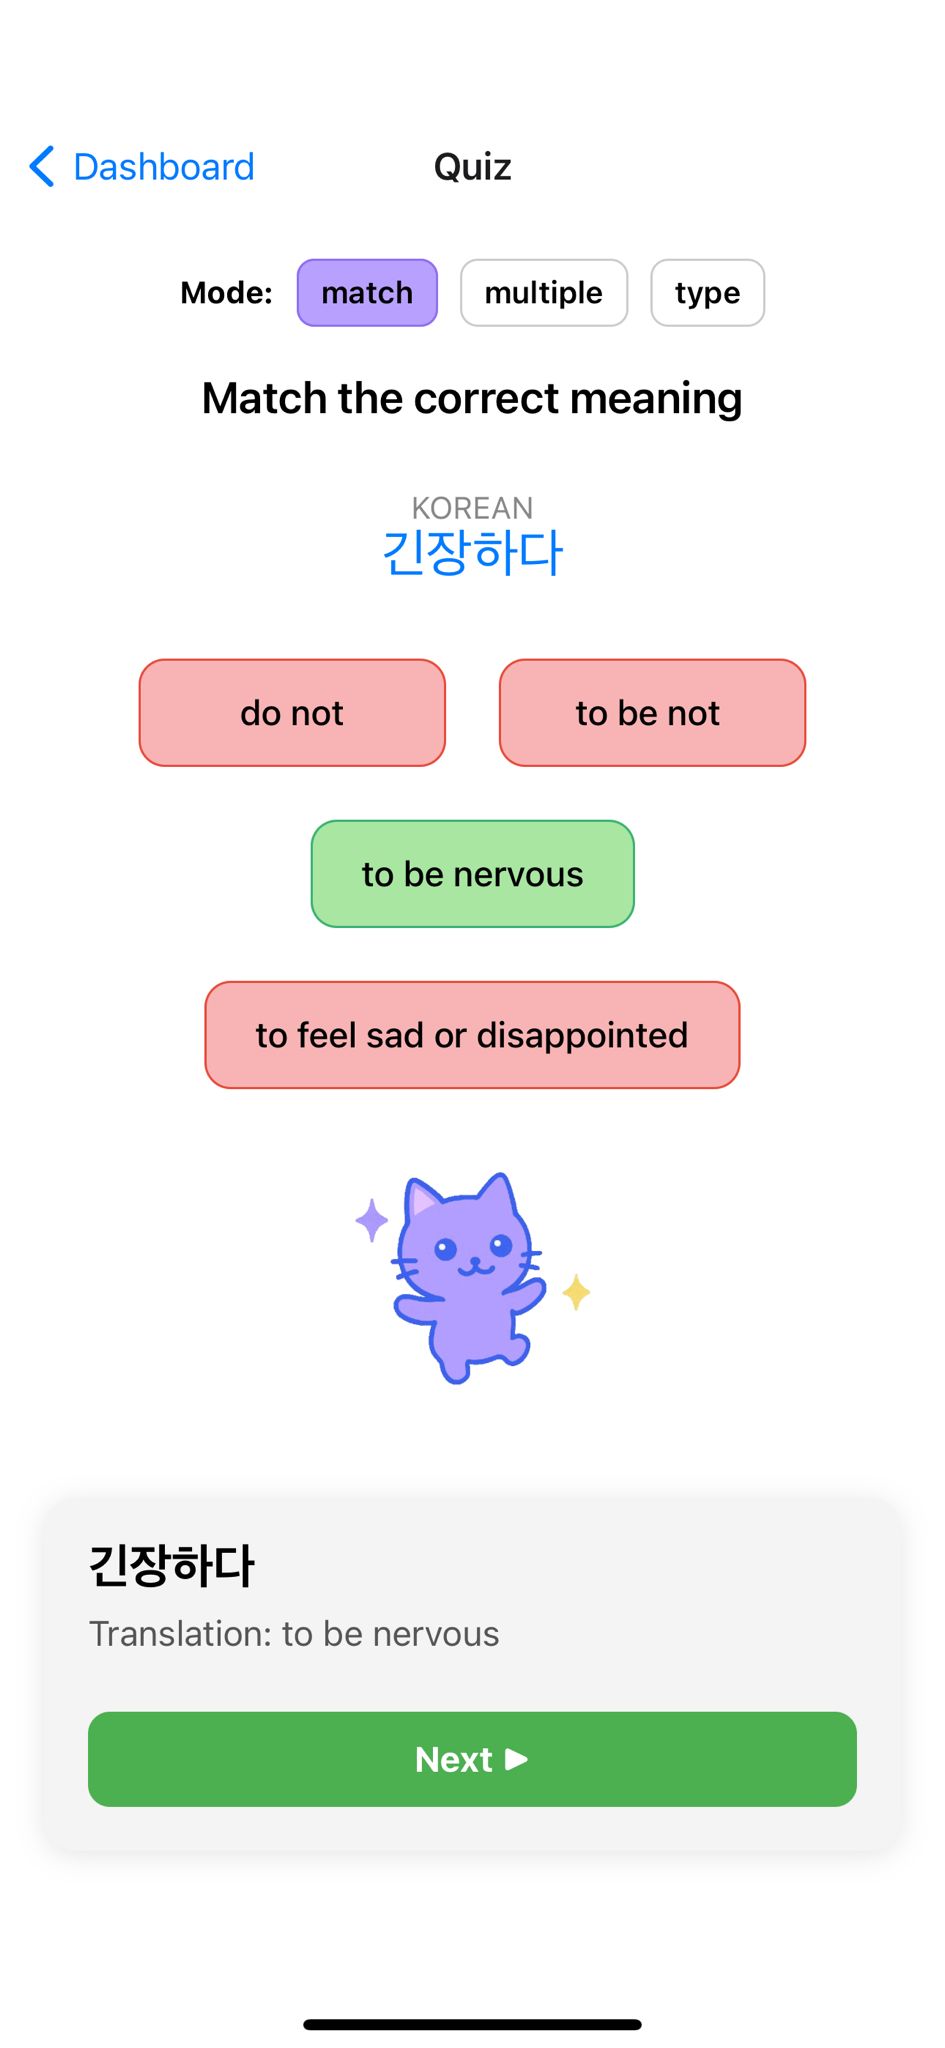 Dashboard
Quiz
Mode: match multiple type
Match the correct meaning
KOREAN
긴장하다
do not
to be not
to be nervous
to feel sad or disappointed
긴장하다
Translation: to be nervous
Next ▶